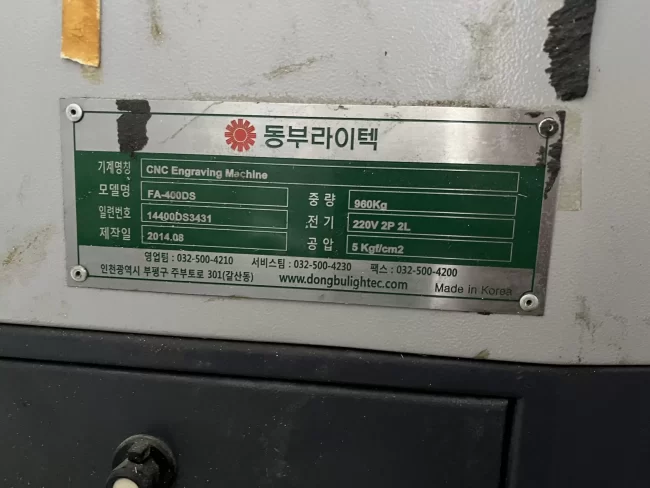 동부라이텍
기계명칭 CNC Engraving Machine
모델명 FA-400DS 중량 960Kg
일련번호 14400DS3431 전기 220V 2P 2L
제작일 2014.08 공압 5 Kgf/cm2
영업팀 : 032-500-4210 서비스팀 : 032-500-4230 팩스 : 032-500-4200
인천광역시 부평구 주부토로 301(갈산동) www.dongbulightec.com Made in Korea